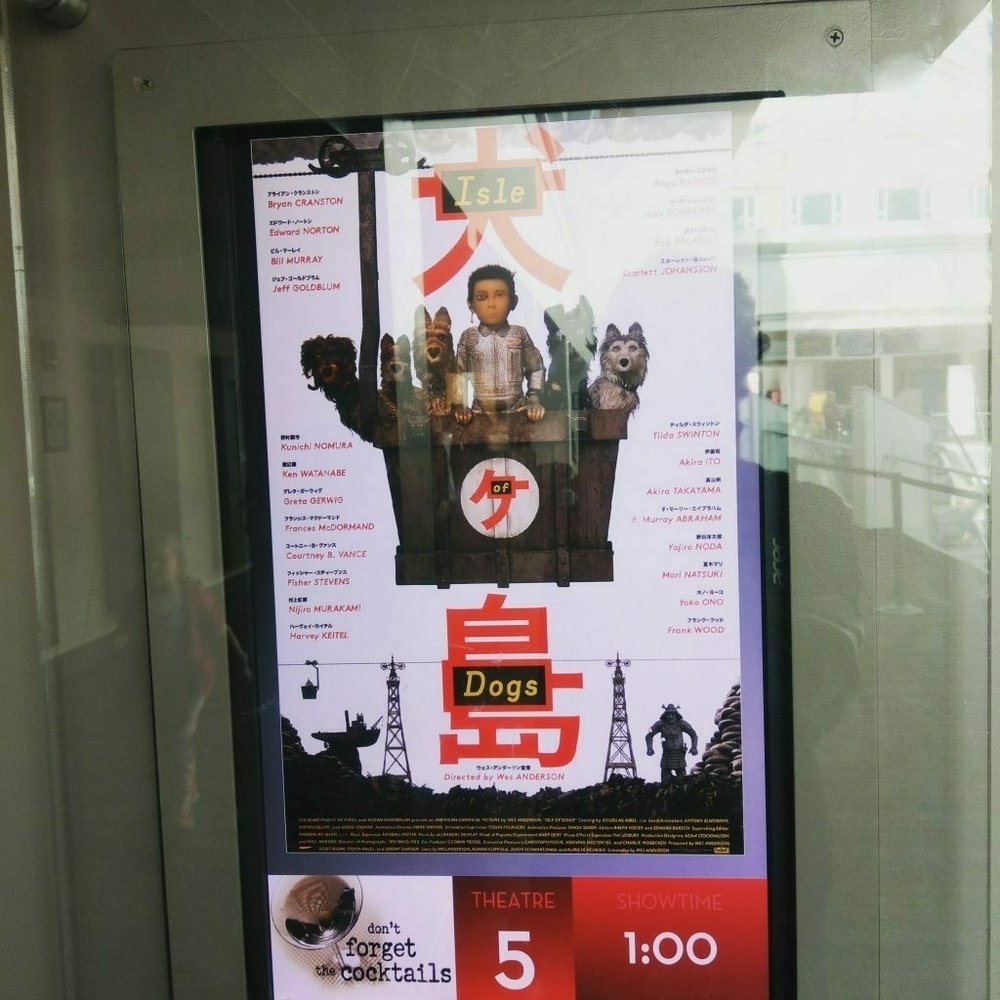 犬
Isle
ブライアン・クランストン
Bryan CRANSTON
エドワード・ノートン
Edward NORTON
ビル・マーレイ
Bill MURRAY
ジェフ・ゴールドブラム
Jeff GOLDBLUM
Koyu RANKIN
Liev SCHREIBER
Bob BALABAN
スカーレット・ヨハンソン
Scarlett JOHANSSON
ケ
of
野村訓市
Kunichi NOMURA
渡辺謙
Ken WATANABE
グレタ・ガーウィグ
Greta GERWIG
フランシス・マクドーマンド
Frances McDORMAND
コートニー・B・ヴァンス
Courtney B. VANCE
フィッシャー・スティーブンス
Fisher STEVENS
村上虹郎
Nijiro MURAKAMI
ハーヴェイ・カイテル
Harvey KEITEL
ティルダ・スウィントン
Tilda SWINTON
伊藤晃
Akira ITO
高山明
Akira TAKAYAMA
F・マーリー・エイブラハム
F. Murray ABRAHAM
野田洋次郎
Yojiro NODA
夏木マリ
Mari NATSUKI
オノ・ヨーコ
Yoko ONO
フランク・ウッド
Frank WOOD
島
Dogs
ウェス・アンダーソン監督
Directed by Wes ANDERSON
don't
forget
the cocktails
THEATRE
5
SHOWTIME
1:00
acer